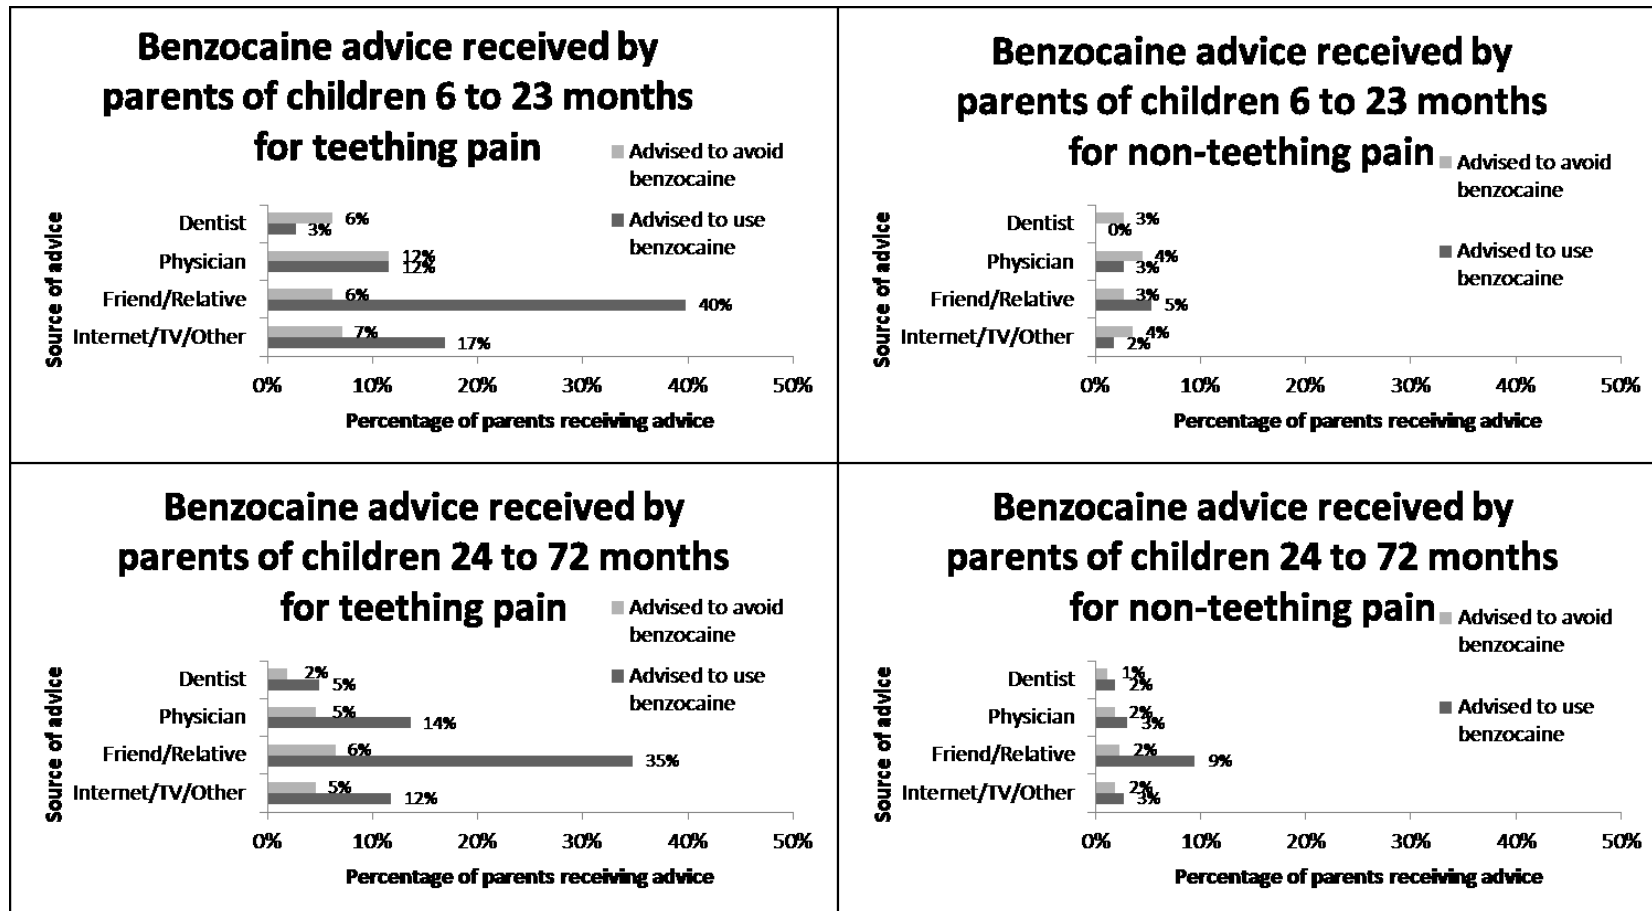 Benzocaine advice received by
parents of children 6 to 23 months
for teething pain
Advised to avoid
benzocaine
Advised to use
benzocaine
Source of advice
Dentist
6%
3%
Physician
12%
12%
Friend/Relative
6%
40%
Internet/TV/Other
7%
17%
0% 10% 20% 30% 40% 50%
Percentage of parents receiving advice
Benzocaine advice received by
parents of children 6 to 23 months
for non-teething pain
Advised to avoid
benzocaine
Advised to use
benzocaine
Source of advice
Dentist
3%
0%
Physician
4%
3%
Friend/Relative
3%
5%
Internet/TV/Other
4%
2%
0% 10% 20% 30% 40% 50%
Percentage of parents receiving advice
Benzocaine advice received by
parents of children 24 to 72 months
for teething pain
Advised to avoid
benzocaine
Advised to use
benzocaine
Source of advice
Dentist
2%
5%
Physician
5%
14%
Friend/Relative
6%
35%
Internet/TV/Other
5%
12%
0% 10% 20% 30% 40% 50%
Percentage of parents receiving advice
Benzocaine advice received by
parents of children 24 to 72 months
for non-teething pain
Advised to avoid
benzocaine
Advised to use
benzocaine
Source of advice
Dentist
1%
2%
Physician
2%
3%
Friend/Relative
2%
9%
Internet/TV/Other
2%
3%
0% 10% 20% 30% 40% 50%
Percentage of parents receiving advice